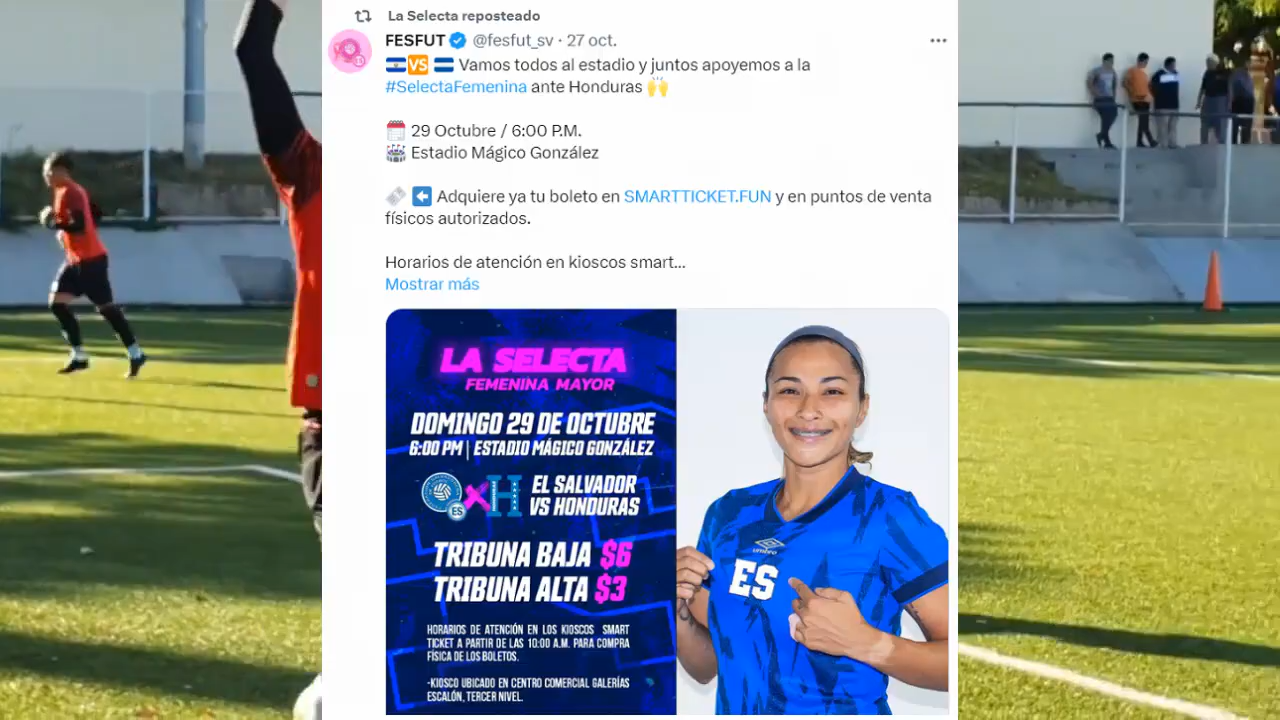 La Selecta reposteado
FESFUT @fesfut_sv · 27 oct.
VS Vamos todos al estadio y juntos apoyemos a la
#SelectaFemenina ante Honduras
29 Octubre / 6:00 P.M.
Estadio Mágico González
Adquiere ya tu boleto en SMARTTICKET.FUN y en puntos de venta
físicos autorizados.
Horarios de atención en kioscos smart...
Mostrar más
LA SELECTA
FEMENINA MAYOR
DOMINGO 29 DE OCTUBRE
6:00 PM | ESTADIO MÁGICO GONZÁLEZ
ES
X H
EL SALVADOR
VS HONDURAS
TRIBUNA BAJA $6
TRIBUNA ALTA $3
HORARIOS DE ATENCIÓN EN LOS KIOSCOS SMART
TICKET A PARTIR DE LAS 10:00 A.M. PARA COMPRA
FÍSICA DE LOS BOLETOS.
-KIOSCO UBICADO EN CENTRO COMERCIAL GALERÍAS
ESCALÓN, TERCER NIVEL.
umbro
ES